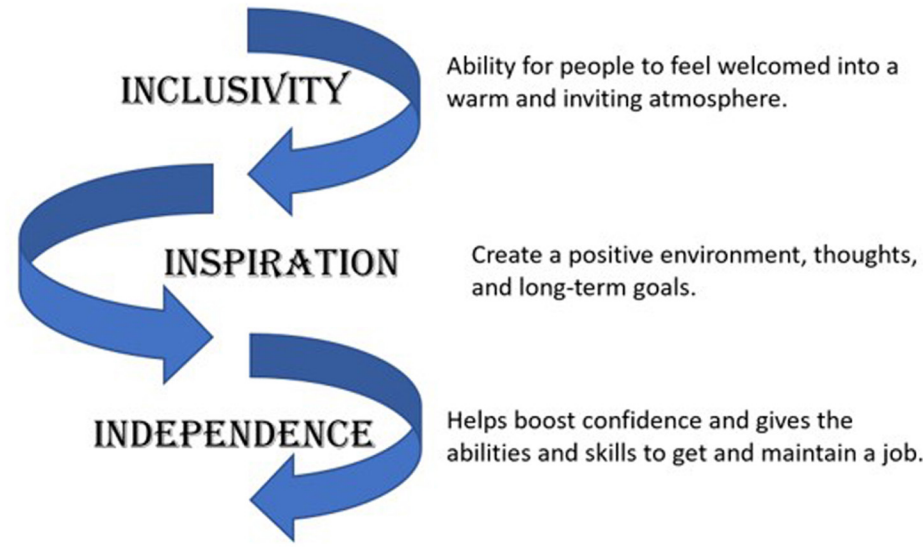 INCLUSIVITY
Ability for people to feel welcomed into a
warm and inviting atmosphere.
INSPIRATION
Create a positive environment, thoughts,
and long-term goals.
INDEPENDENCE
Helps boost confidence and gives the
abilities and skills to get and maintain a job.